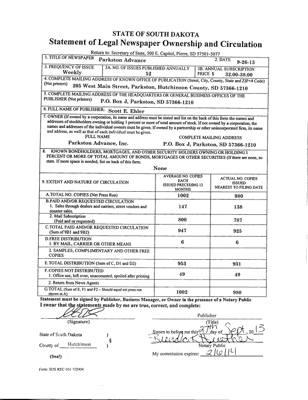 STATE OF SOUTH DAKOTA
Statement of Legal Newspaper Ownership and Circulation
Return to: Secretary of State, 500 E. Capitol, Pierre, SD 57501-5077
1. TITLE OF NEWSPAPER Parkston Advance
2. DATE 9-26-13
3. FREQUENCY OF ISSUE Weekly
3A. NO. OF ISSUES PUBLISHED ANNUALLY 52
3B. ANNUAL SUBSCRIPTION PRICE $ 32.00-38.00
4. COMPLETE MAILING ADDRESS OF KNOWN OFFICE OF PUBLICATION (Street, City, County, State and ZIP+4 Code)
(Not printers) 205 West Main Street, Parkston, Hutchinson County, SD 57366-1210
5. COMPLETE MAILING ADDRESS OF THE HEADQUARTERS OR GENERAL BUSINESS OFFICES OF THE
PUBLISHER (Not printers) P.O. Box J, Parkston, SD 57366-1210
6. FULL NAME OF PUBLISHER: Scott E. Ehler
7. OWNER (If owned by a corporation, its name and address must be stated and list on the back of this form the names and
addresses of stockholders owning or holding 1 percent or more of total amount of stock. If not owned by a corporation, the
names and addresses of the individual owners must be given. If owned by a partnership or other unincorporated firm, its name
and address, as well as that of each individual must be given.
FULL NAME COMPLETE MAILING ADDRESS
Parkston Advance, Inc. P.O. Box J, Parkston, SD 57366-1210
8. KNOWN BONDHOLDERS, MORTGAGES, AND OTHER SECURITY HOLDERS OWNING OR HOLDING 1
PERCENT OR MORE OF TOTAL AMOUNT OF BONDS, MORTGAGES OR OTHER SECURITIES (If there are none, so
state. If more space is needed, list on back of this form.
None
9. EXTENT AND NATURE OF CIRCULATION
AVERAGE NO. COPIES EACH ISSUED PRECEEDING 12 MONTHS
ACTUAL NO. COPIES ISSUED NEAREST TO FILING DATE
A. TOTAL NO. COPIES (Net Press Run) 1002 980
B. PAID AND/OR REQUESTED CIRCULATION
1. Sales through dealers and carriers, street vendors and
counter sales. 147 138
2. Mail Subscription
(Paid and/or requested) 800 787
C. TOTAL PAID AND/OR REQUESTED CIRCULATION
(Sum of 9B1 and 9B2) 947 925
D. FREE DISTRIBUTION
1. BY MAIL, CARRIER OR OTHER MEANS 6 6
2. SAMPLES, COMPLIMENTARY AND OTHER FREE
COPIES
E. TOTAL DISTRIBUTION (Sum of C, D1 and D2) 953 931
F. COPIES NOT DISTRIBUTED
1. Office use, left over, unaccounted, spoiled after printing 49 49
2. Return from News Agents
G. TOTAL (Sum of E, F1 and F2 – Should equal net press run
shown in A) 1002 980
Statement must be signed by Publisher, Business Manager, or Owner in the presence of a Notary Public
I swear that the statements made by me are true, correct, and complete.
Publisher
(Signature) (Title)
State of South Dakota )
Sworn to before me this 27th day of Sept. 20 13
County of Hutchinson ) §
Notary Public
(Seal)
My commission expires: 2/6/14